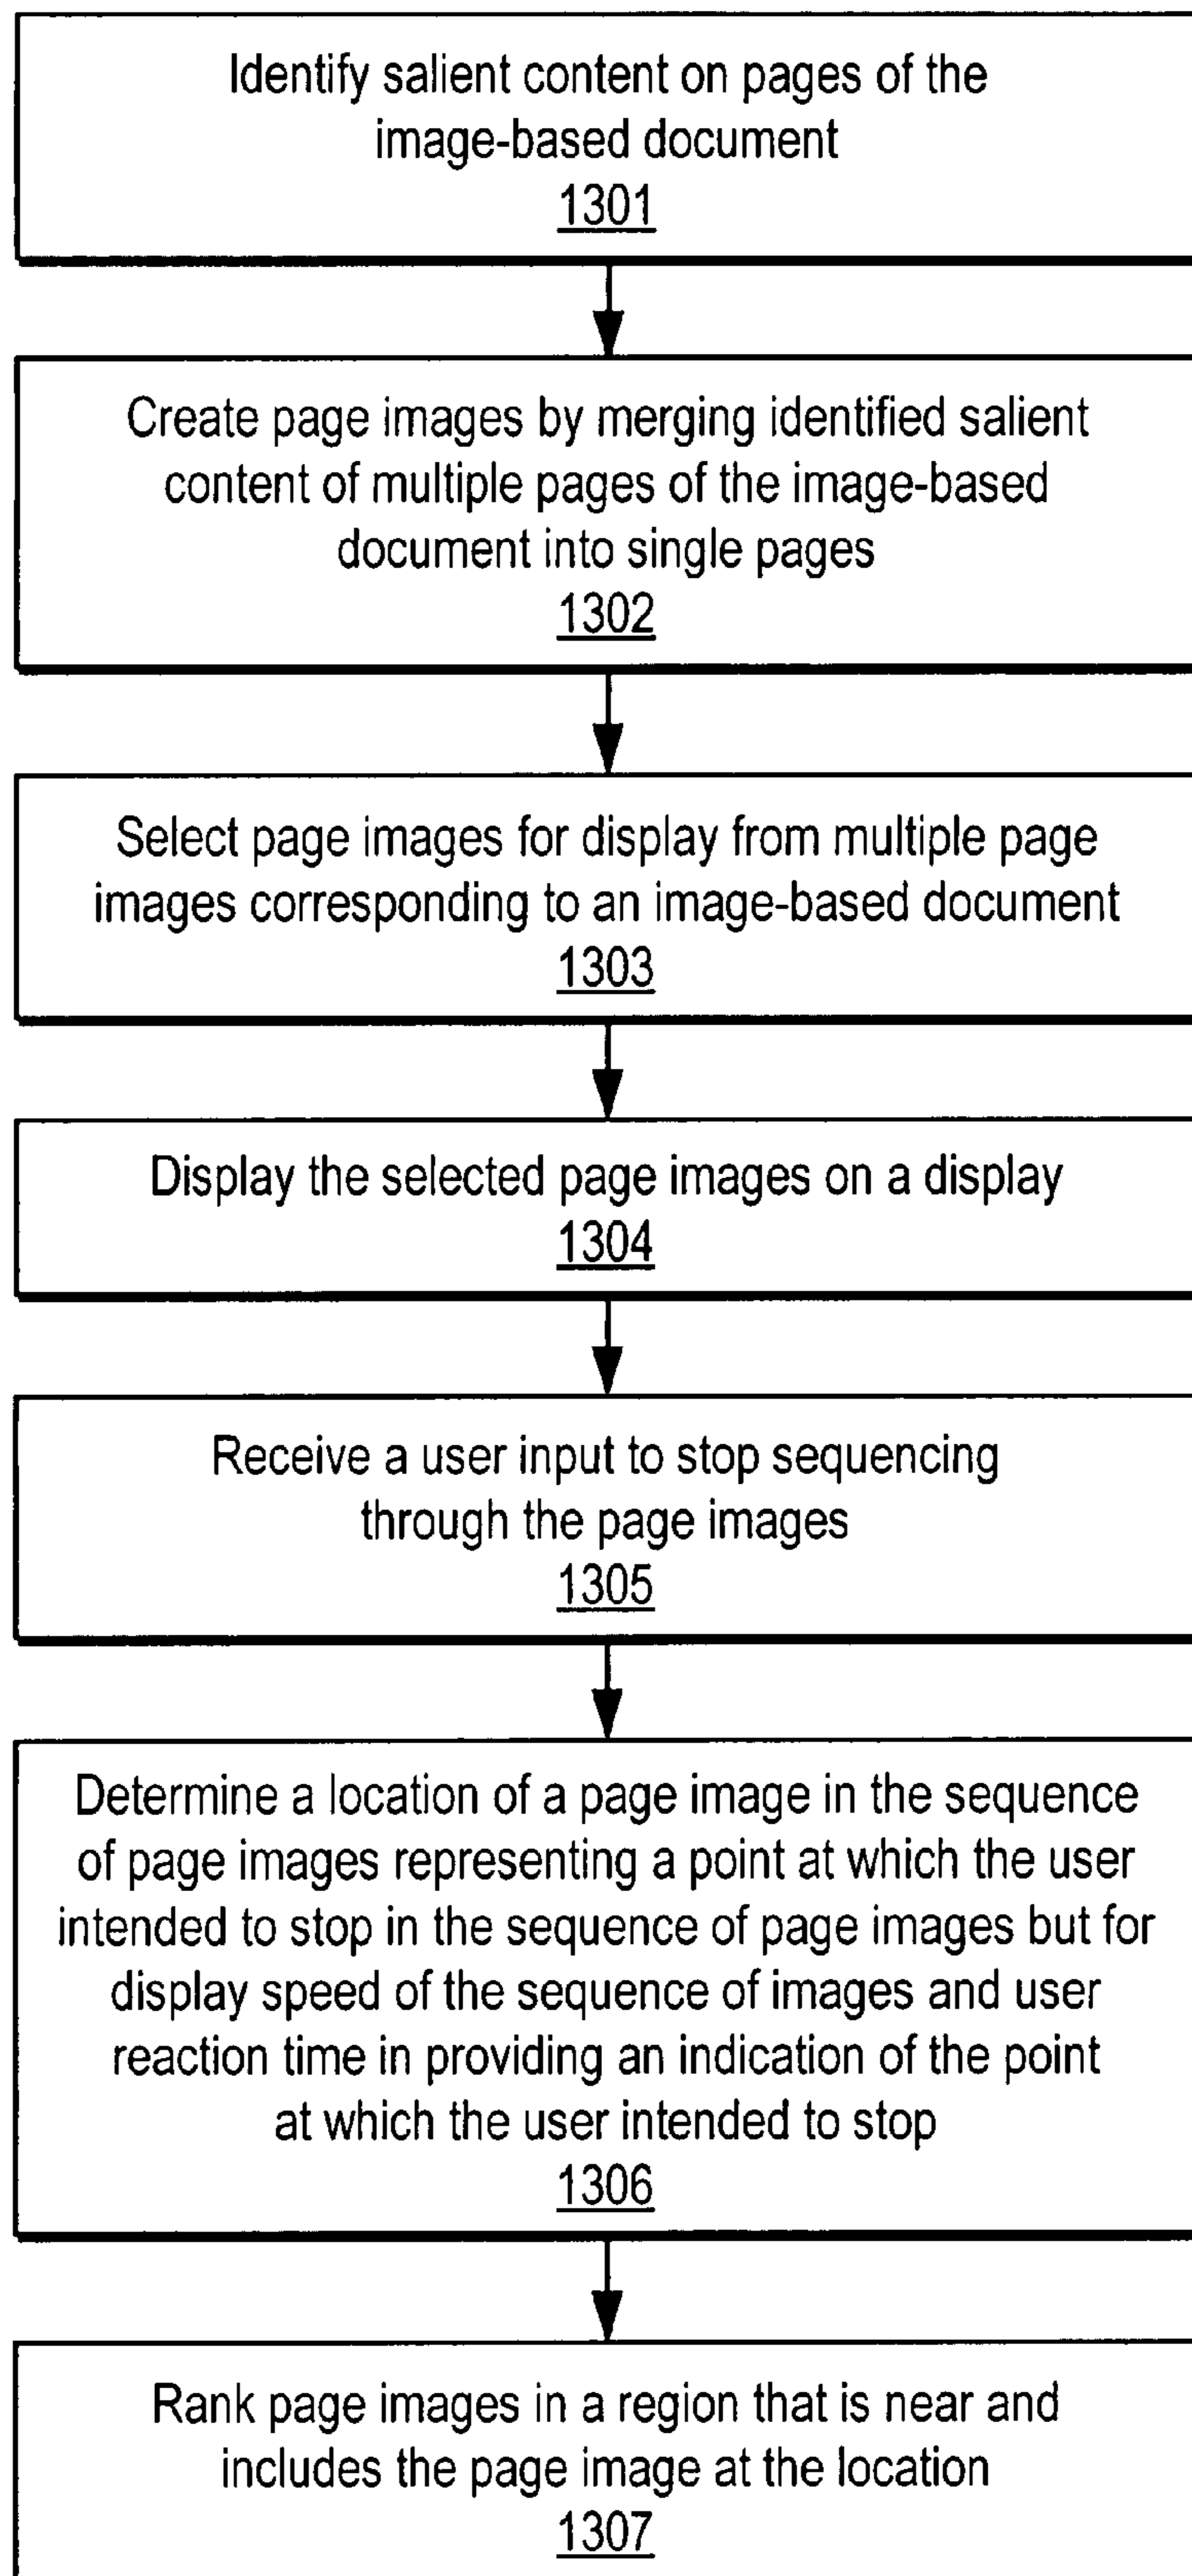 Identify salient content on pages of the
image-based document
1301
Create page images by merging identified salient
content of multiple pages of the image-based
document into single pages
1302
Select page images for display from multiple page
images corresponding to an image-based document
1303
Display the selected page images on a display
1304
Receive a user input to stop sequencing
through the page images
1305
Determine a location of a page image in the sequence
of page images representing a point at which the user
intended to stop in the sequence of page images but for
display speed of the sequence of images and user
reaction time in providing an indication of the point
at which the user intended to stop
1306
Rank page images in a region that is near and
includes the page image at the location
1307